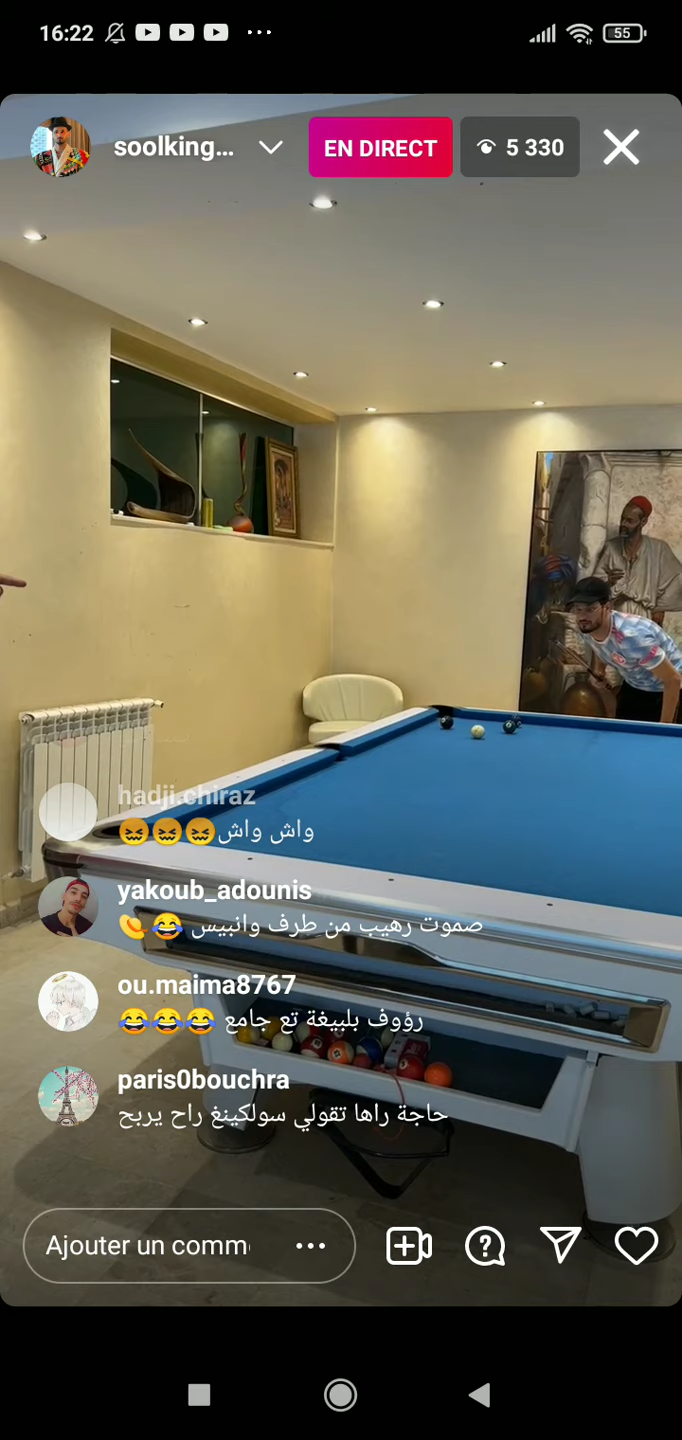 16:22
55
soolking...
EN DIRECT
5 330
hadji.chiraz
واش واش😖😖😖
yakoub_adounis
صموت رهيب من طرف وانبيس 😂👒
ou.maima8767
رؤوف بلبيغة تع جامع 😂😂😂
paris0bouchra
حاجة راها تقولي سولكينغ راح يربح
Ajouter un comm